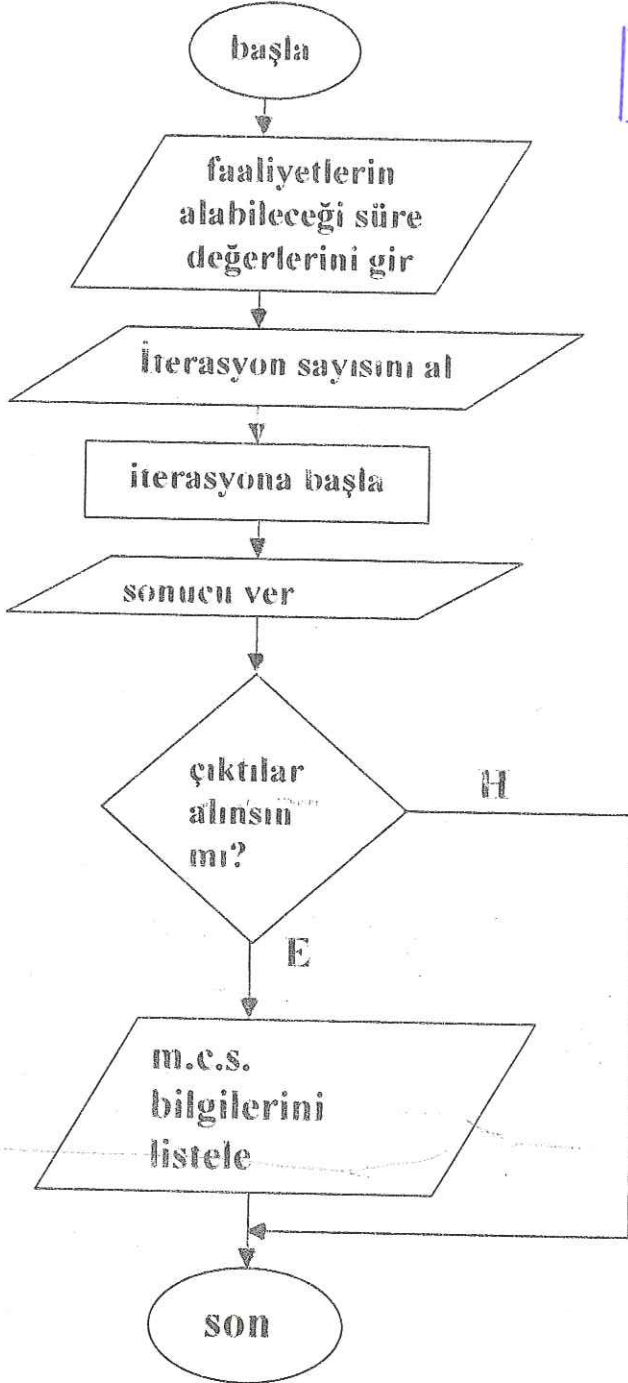 başla
faaliyetlerin
alabileceği süre
değerlerini gir
İterasyon sayısını al
iterasyona başla
sonucu ver
çıktılar
alınsın
mı?
H
E
m.c.s.
bilgilerini
listele
son